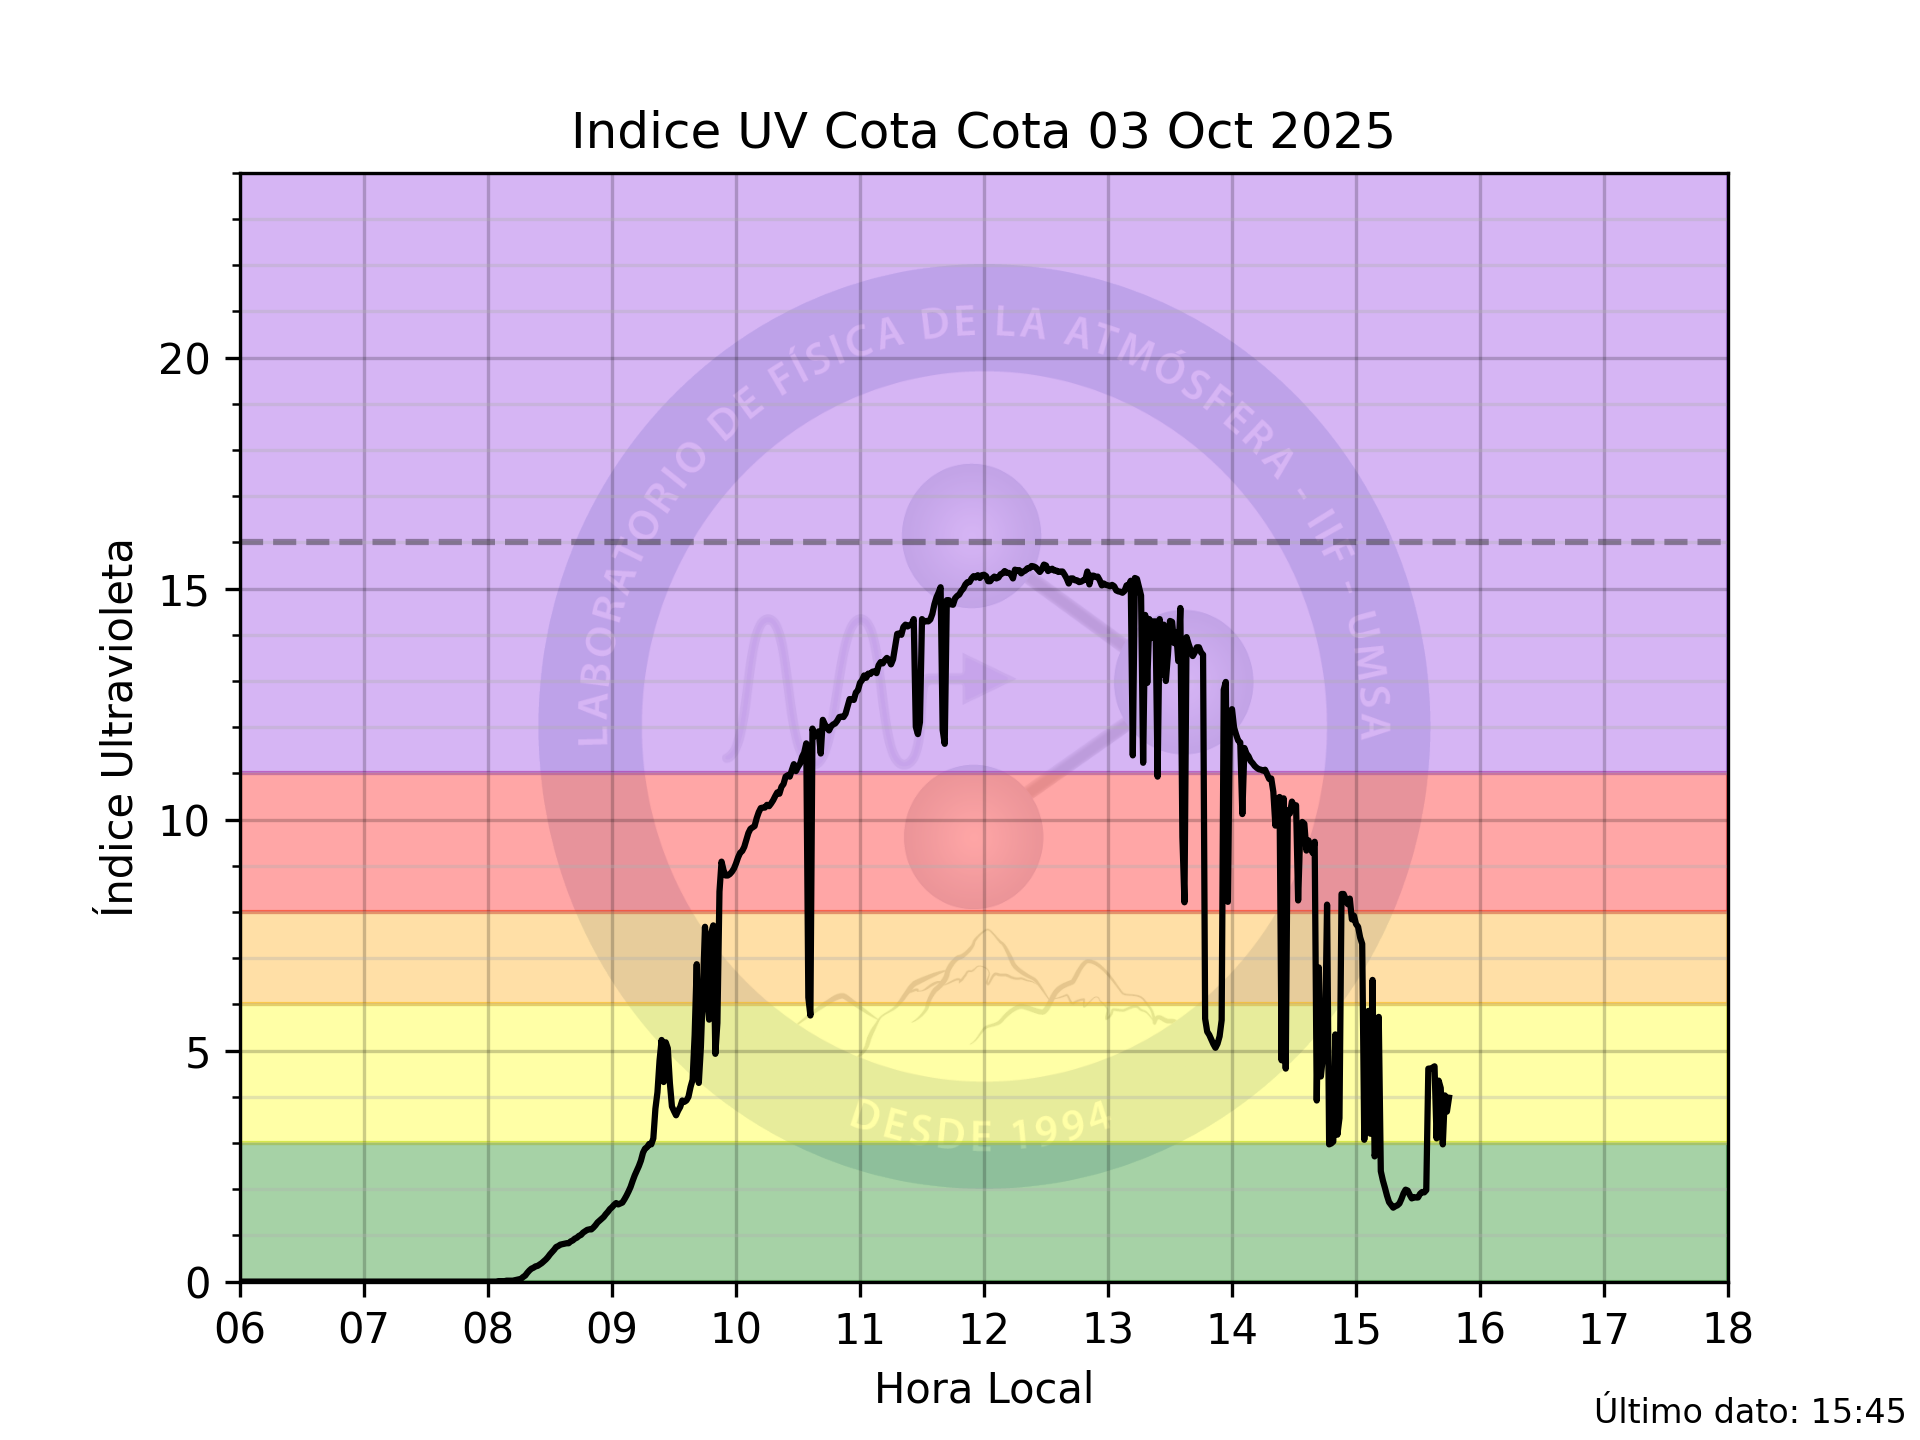 Indice UV Cota Cota 03 Oct 2025
LABORATORIO DE FÍSICA DE LA ATMÓSFERA - IIF - UMSA
DESDE 1994
Índice Ultravioleta
20
15
10
5
0
06 07 08 09 10 11 12 13 14 15 16 17 18
Hora Local
Último dato: 15:45